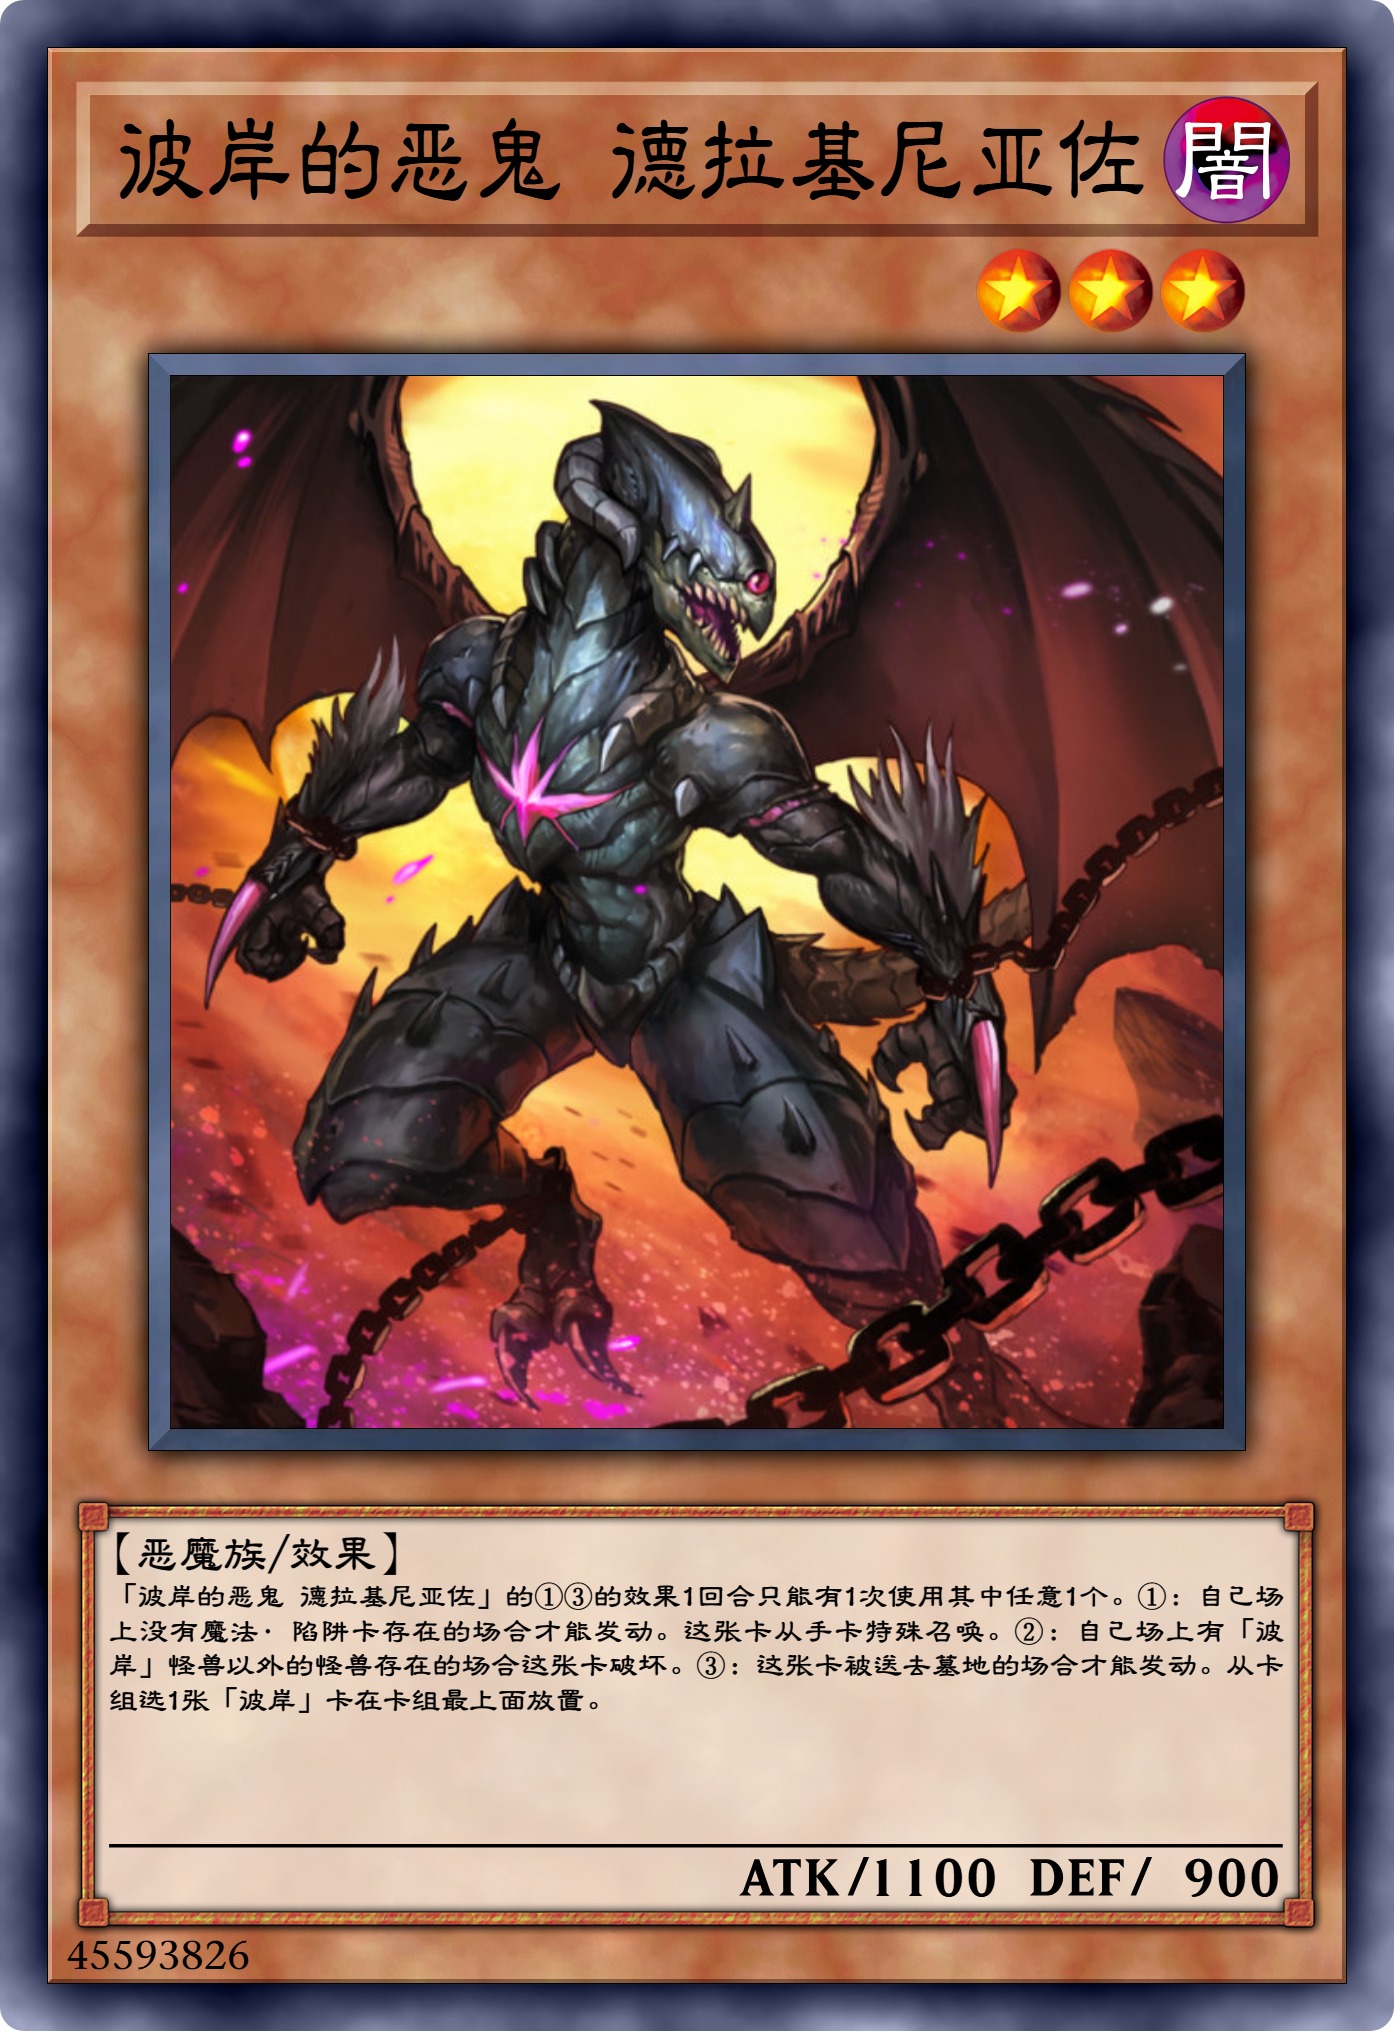 彼岸的恶鬼 德拉基尼亚佐 闇
【恶魔族/效果】
「彼岸的恶鬼 德拉基尼亚佐」的①③的效果1回合只能有1次使用其中任意1个。①：自己场
上没有魔法·陷阱卡存在的场合才能发动。这张卡从手卡特殊召唤。②：自己场上有「彼
岸」怪兽以外的怪兽存在的场合这张卡破坏。③：这张卡被送去墓地的场合才能发动。从卡
组选1张「彼岸」卡在卡组最上面放置。
ATK/1100 DEF/ 900
45593826